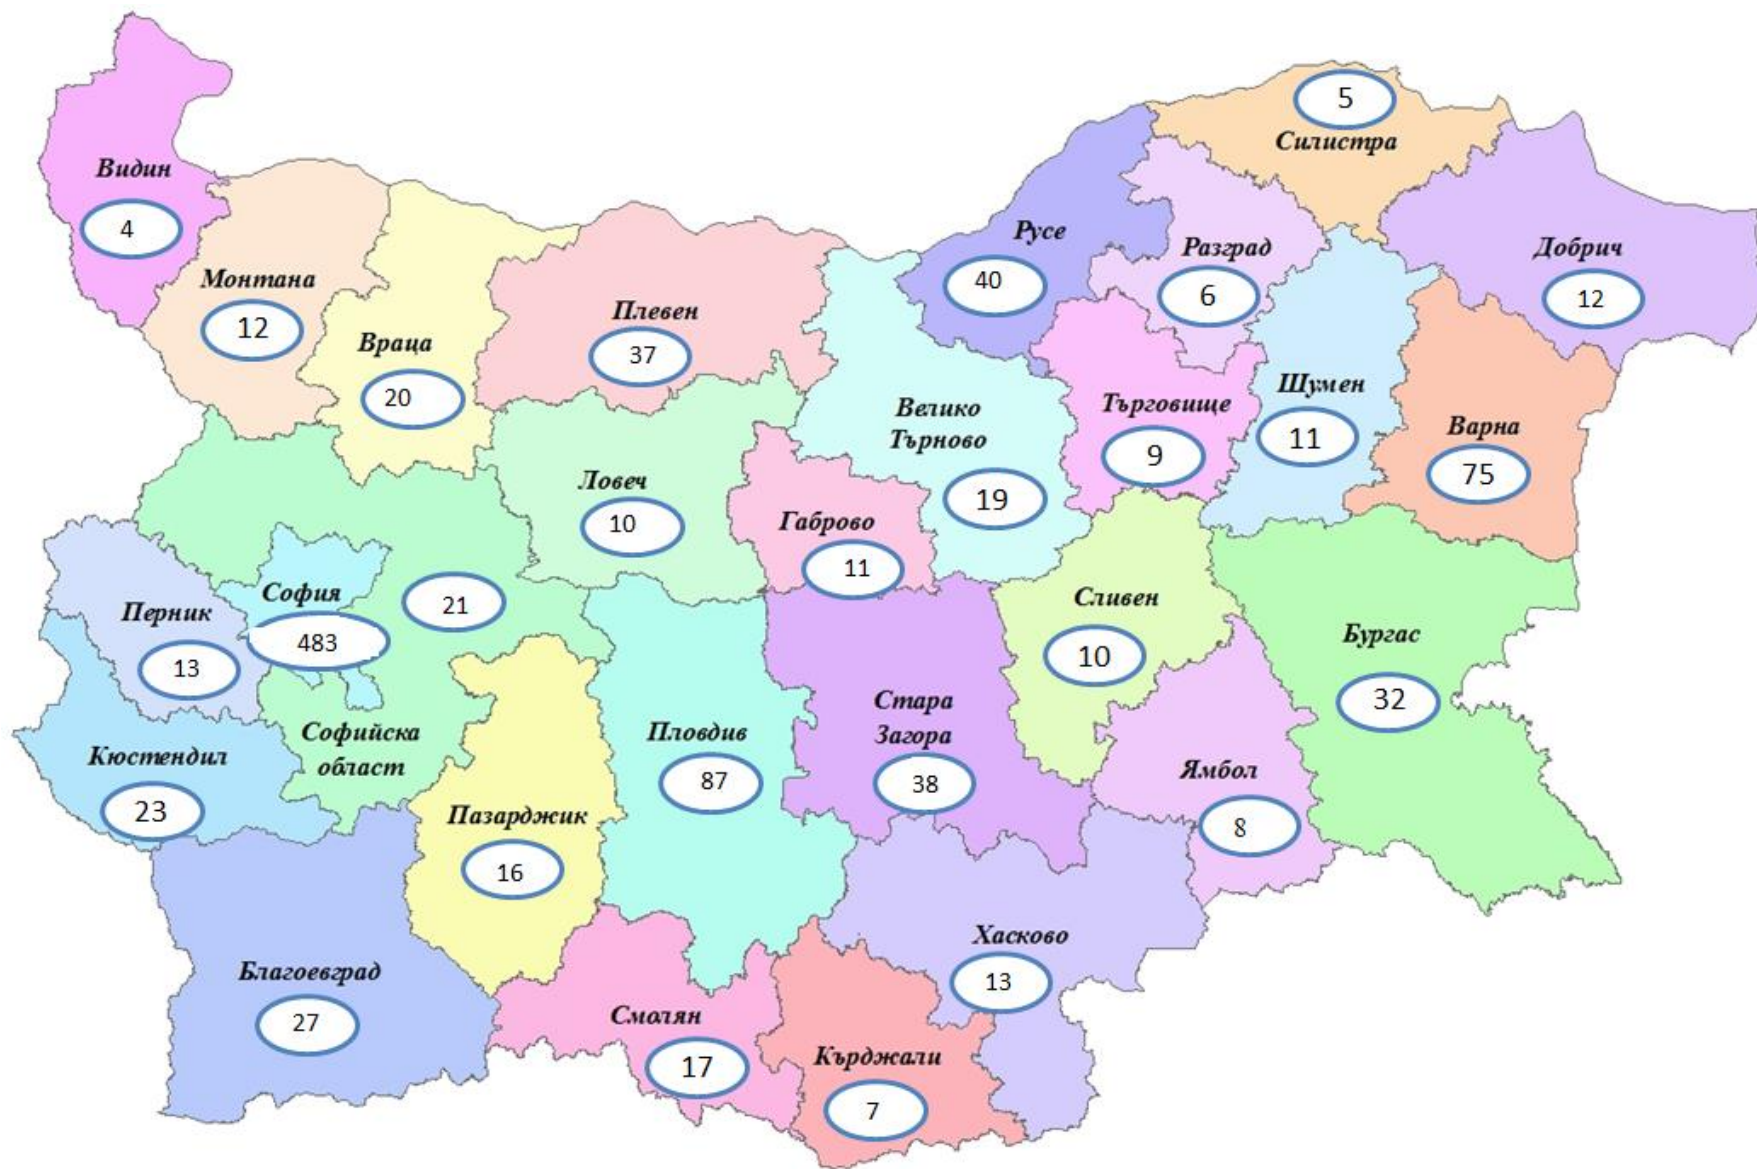 5
Силистра
Видин
4
Русе
40
Разград
6
Добрич
12
Монтана
12
Враца
20
Плевен
37
Велико
Търново
19
Търговище
9
Шумен
11
Варна
75
Ловеч
10
Габрово
11
София
483
21
Перник
13
Сливен
10
Бургас
32
Софийска
област
Кюстендил
23
Пловдив
87
Стара
Загора
38
Ямбол
8
Пазарджик
16
Хасково
13
Благоевград
27
Смолян
17
Кърджали
7